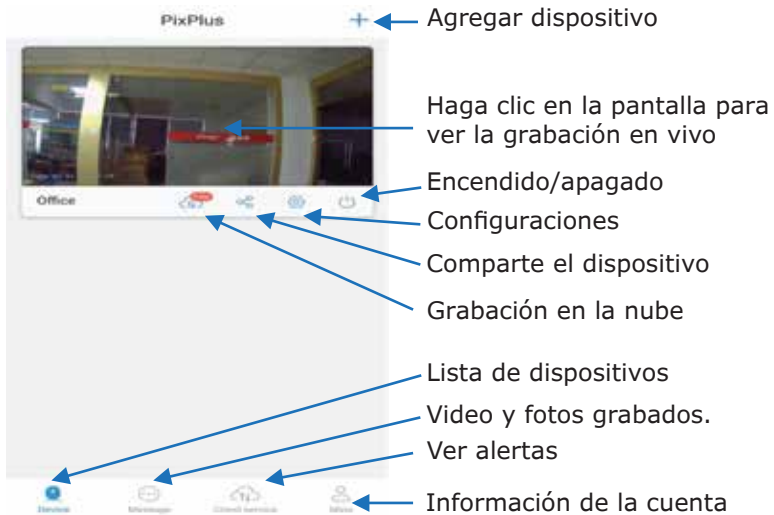 PixPlus
Agregar dispositivo
Haga clic en la pantalla para
ver la grabación en vivo
Encendido/apagado
Office
Configuraciones
Comparte el dispositivo
Grabación en la nube
Lista de dispositivos
Video y fotos grabados.
Ver alertas
Información de la cuenta
Device
Message
Cloud service
Mine